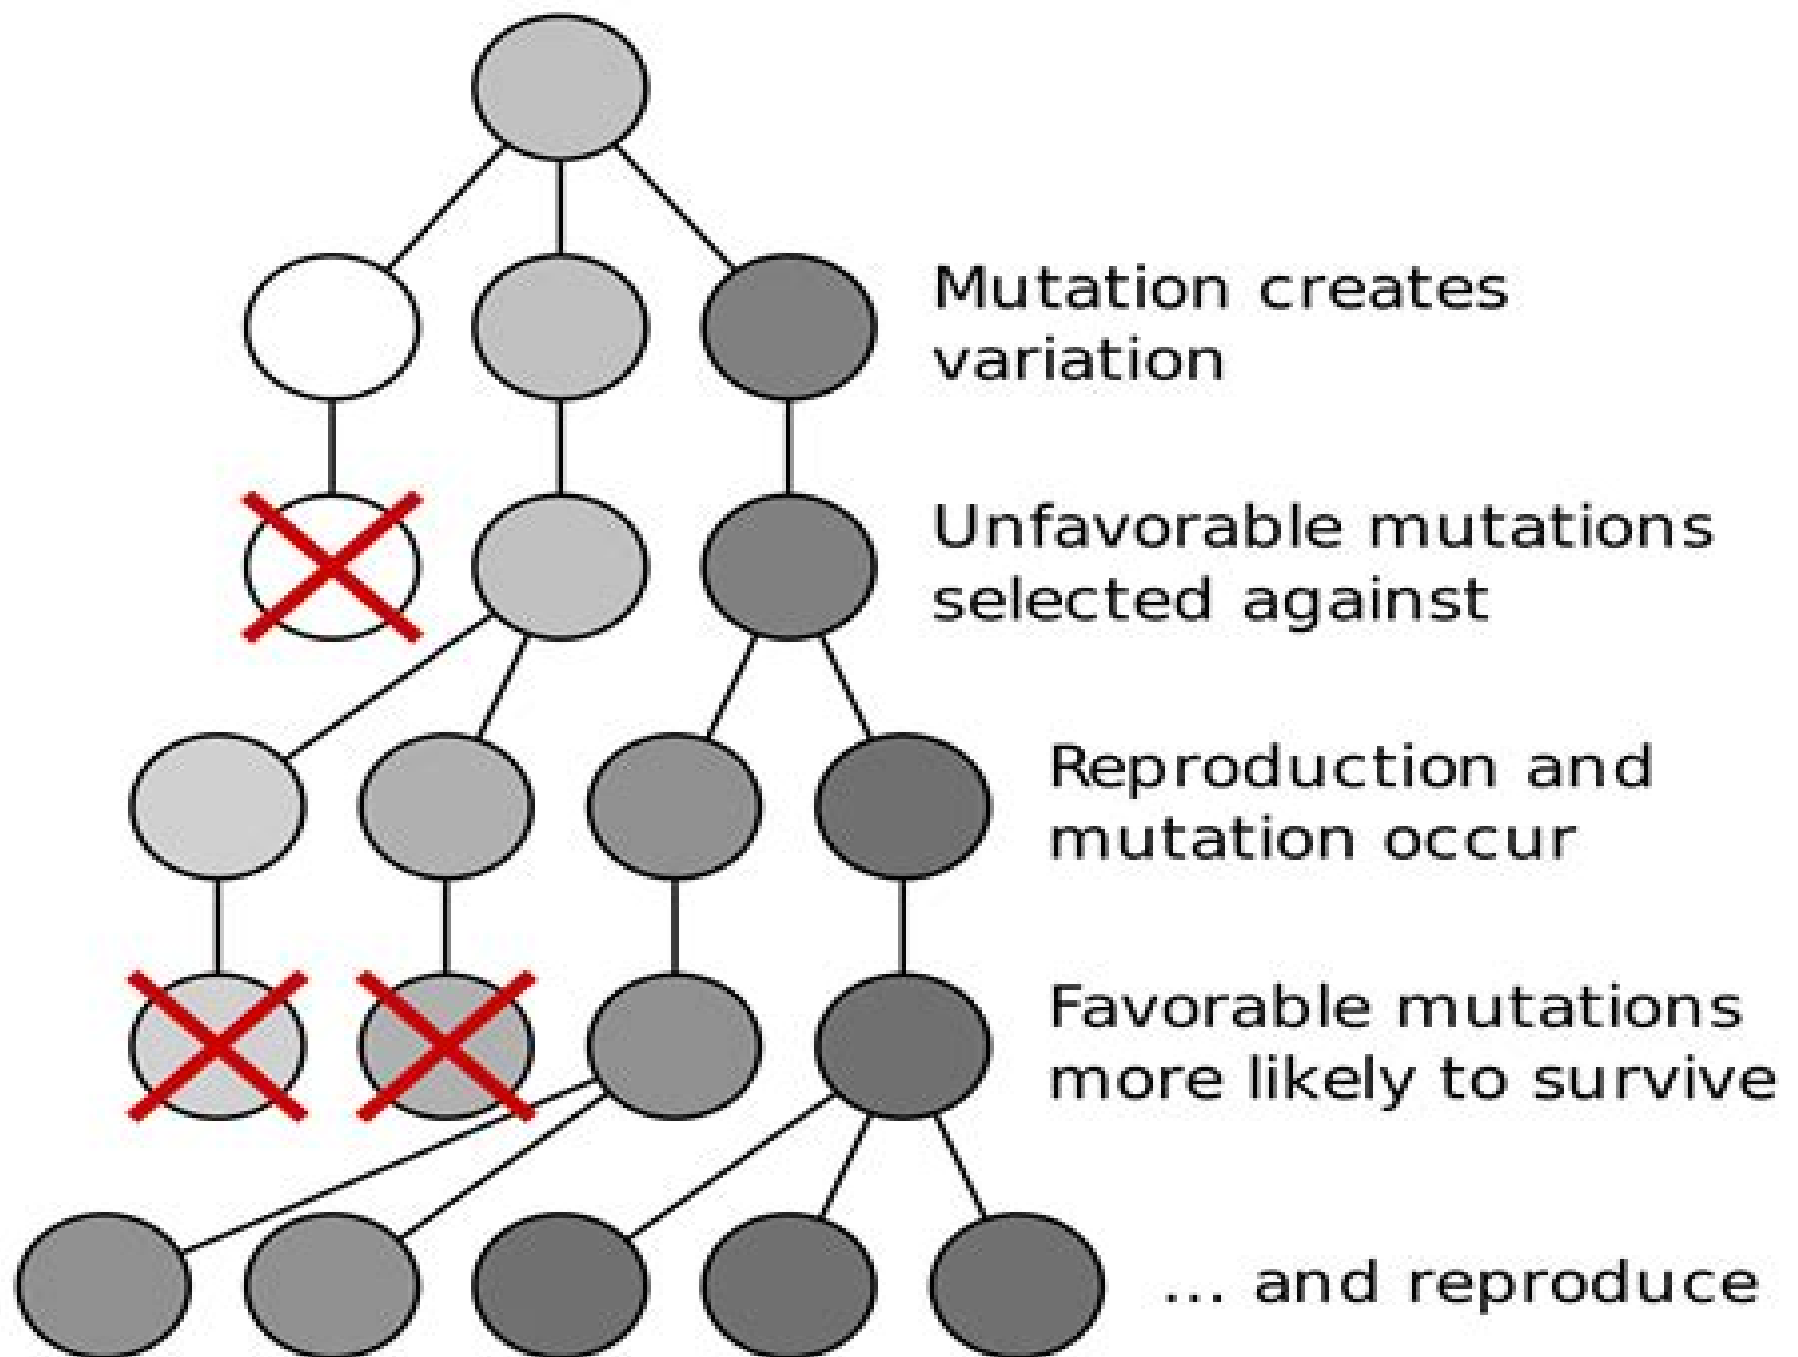 Mutation creates
variation
Unfavorable mutations
selected against
Reproduction and
mutation occur
Favorable mutations
more likely to survive
... and reproduce